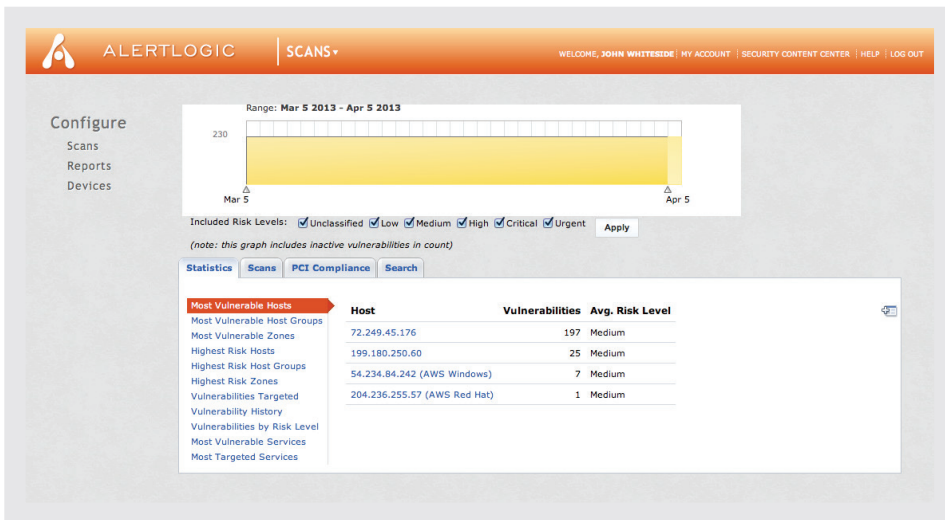 ALERTLOGIC
SCANS
WELCOME, JOHN WHITESIDE | MY ACCOUNT | SECURITY CONTENT CENTER | HELP | LOG OUT
Configure
Scans
Reports
Devices
Range: Mar 5 2013 - Apr 5 2013
230
Mar 5
Apr 5
Included Risk Levels: Unclassified Low Medium High Critical Urgent Apply
(note: this graph includes inactive vulnerabilities in count)
Statistics Scans PCI Compliance Search
Most Vulnerable Hosts
Most Vulnerable Host Groups
Most Vulnerable Zones
Highest Risk Hosts
Highest Risk Host Groups
Highest Risk Zones
Vulnerabilities Targeted
Vulnerability History
Vulnerabilities by Risk Level
Most Vulnerable Services
Most Targeted Services
Host Vulnerabilities Avg. Risk Level
72.249.45.176 197 Medium
199.180.250.60 25 Medium
54.234.84.242 (AWS Windows) 7 Medium
204.236.255.57 (AWS Red Hat) 1 Medium